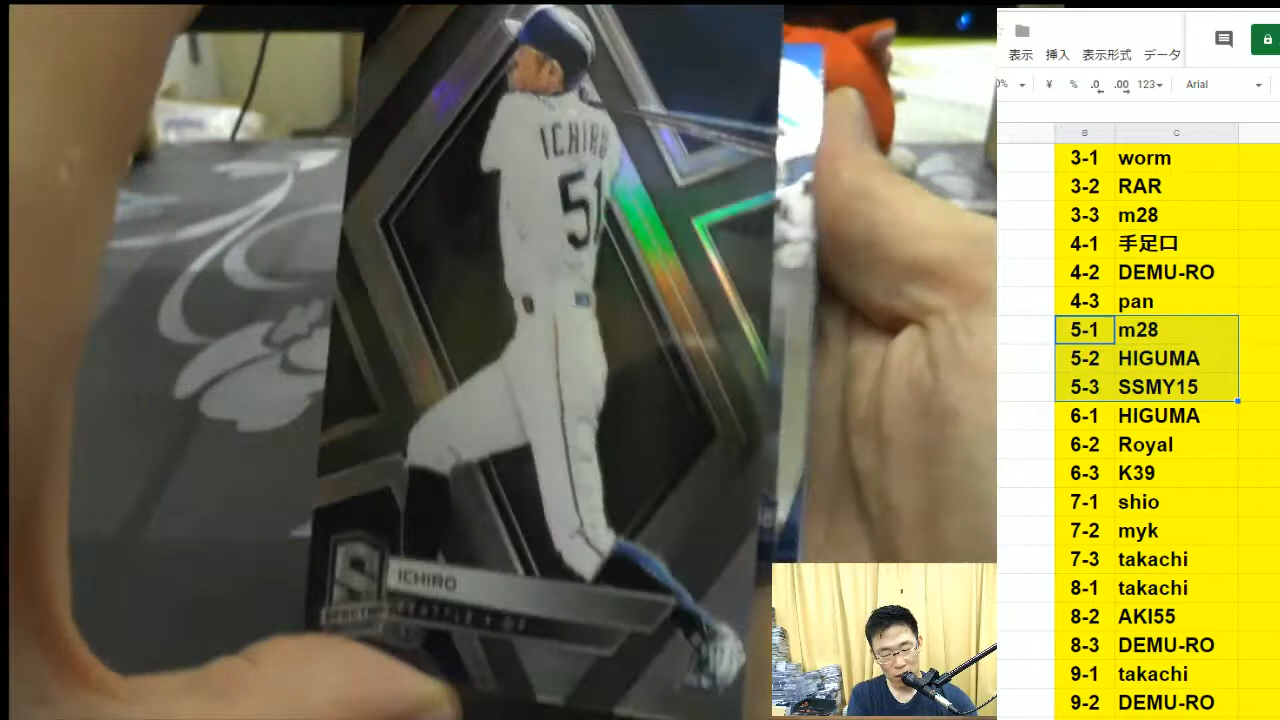 ICHIRO
51
ICHIRO
SEATTLE • OF
表示 挿入 表示形式 データ
% ¥ % .0 .00 123 Arial
B C
3-1 worm
3-2 RAR
3-3 m28
4-1 手足口
4-2 DEMU-RO
4-3 pan
5-1 m28
5-2 HIGUMA
5-3 SSMY15
6-1 HIGUMA
6-2 Royal
6-3 K39
7-1 shio
7-2 myk
7-3 takachi
8-1 takachi
8-2 AKI55
8-3 DEMU-RO
9-1 takachi
9-2 DEMU-RO